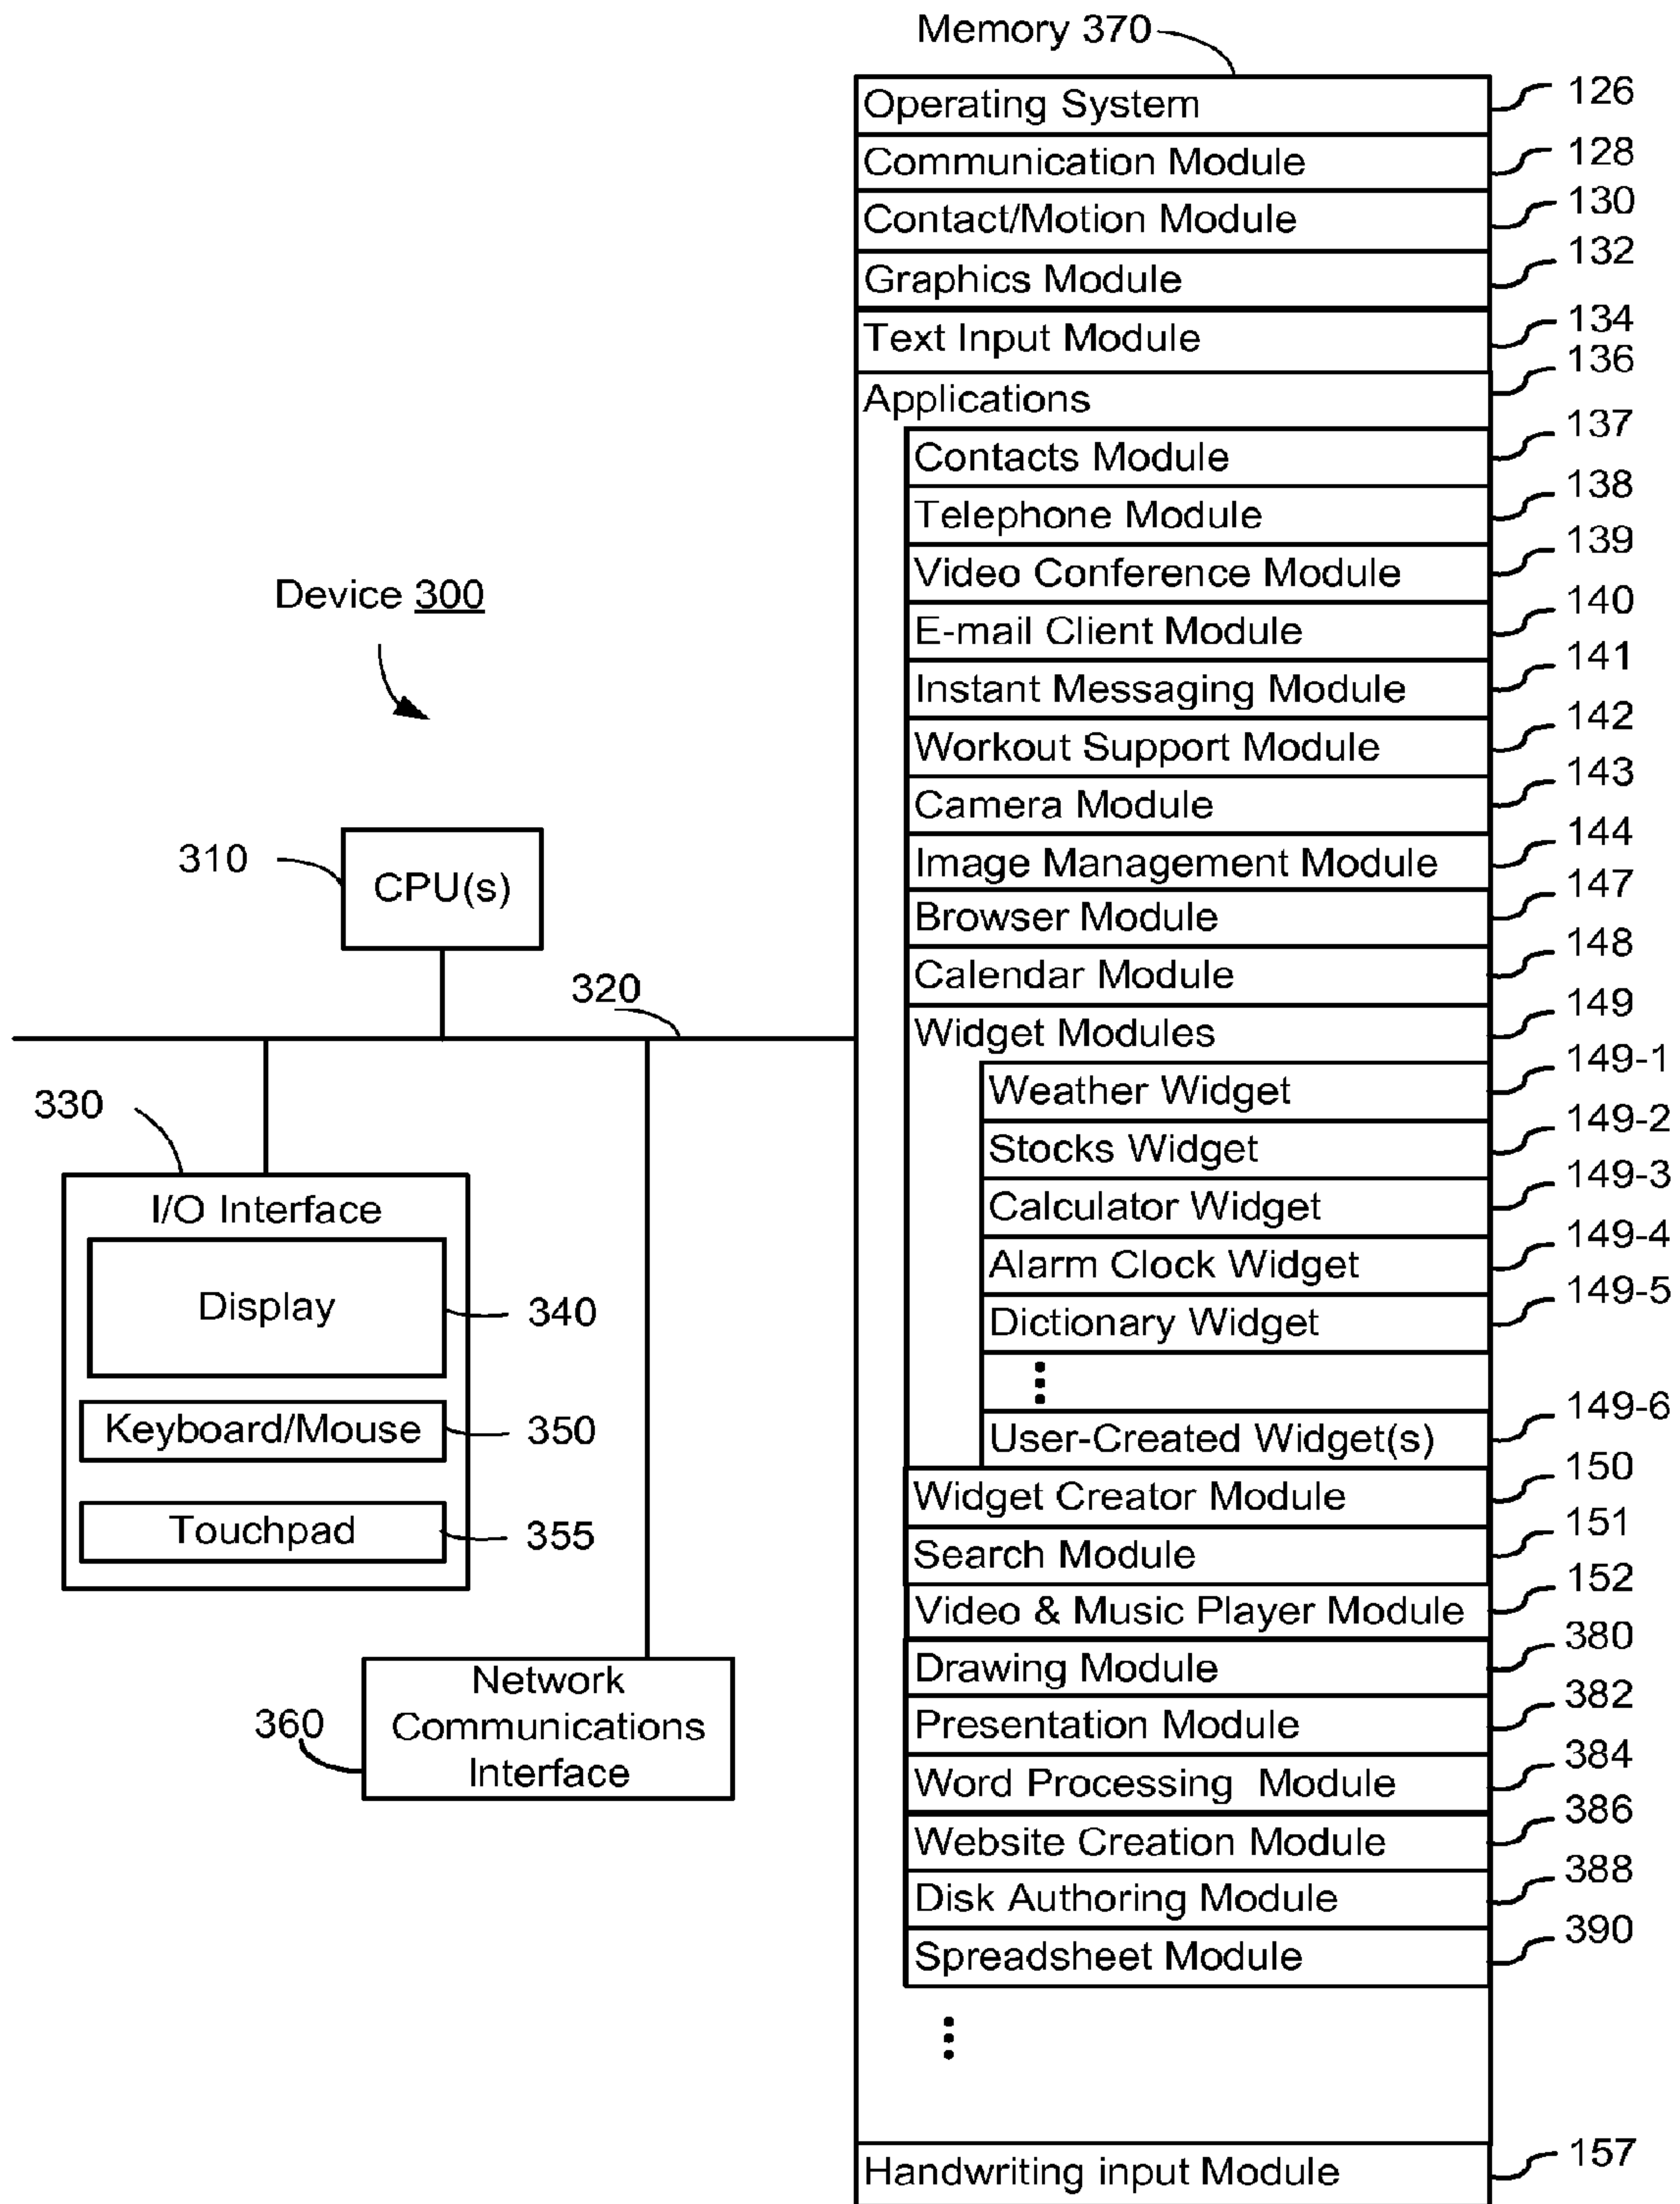 Memory 370
Operating System 126
Communication Module 128
Contact/Motion Module 130
Graphics Module 132
Text Input Module 134
Applications 136
Contacts Module 137
Telephone Module 138
Video Conference Module 139
E-mail Client Module 140
Instant Messaging Module 141
Workout Support Module 142
Camera Module 143
Image Management Module 144
Browser Module 147
Calendar Module 148
Widget Modules 149
Weather Widget 149-1
Stocks Widget 149-2
Calculator Widget 149-3
Alarm Clock Widget 149-4
Dictionary Widget 149-5
User-Created Widget(s) 149-6
Widget Creator Module 150
Search Module 151
Video & Music Player Module 152
Drawing Module 380
Presentation Module 382
Word Processing Module 384
Website Creation Module 386
Disk Authoring Module 388
Spreadsheet Module 390
Handwriting input Module 157
Device 300
310
CPU(s)
320
330
I/O Interface
Display 340
Keyboard/Mouse 350
Touchpad 355
360
Network
Communications
Interface